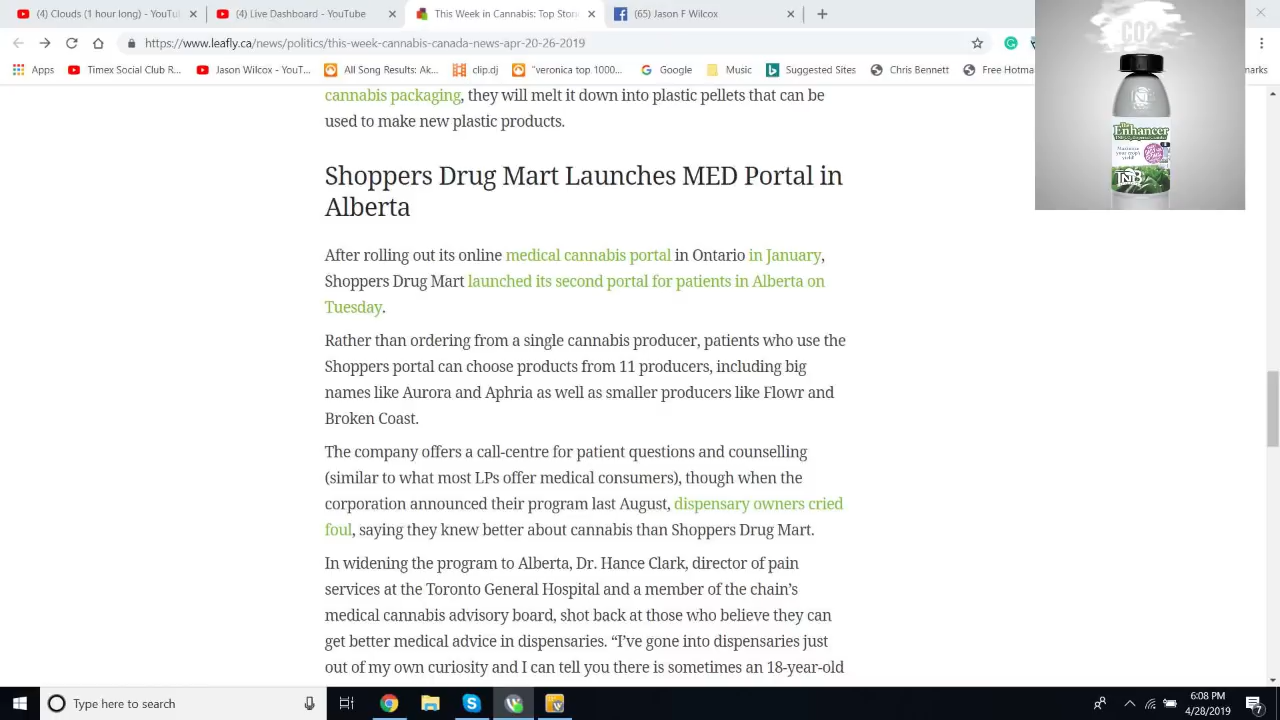 (4) Clouds (1 hour) - YouTube
(4) Live Dashboard - YouTube
This Week in Cannabis: Top Stor
(65) Jason F Wilcox
https://www.leafly.ca/news/politics/this-week-cannabis-canada-news-apr-20-26-2019
Apps
Timex Social Club R...
Jason Wilcox - YouT...
All Song Results: Ak...
clip.dj
"veronica top 1000...
Google
Music
Suggested Sites
Chris Bennett
Free Hotm
marks
CO2
The
Enhancer
Maximize
your crop's
yield!
TNB
cannabis packaging, they will melt it down into plastic pellets that can be
used to make new plastic products.
Shoppers Drug Mart Launches MED Portal in
Alberta
After rolling out its online medical cannabis portal in Ontario in January,
Shoppers Drug Mart launched its second portal for patients in Alberta on
Tuesday.
Rather than ordering from a single cannabis producer, patients who use the
Shoppers portal can choose products from 11 producers, including big
names like Aurora and Aphria as well as smaller producers like Flowr and
Broken Coast.
The company offers a call-centre for patient questions and counselling
(similar to what most LPs offer medical consumers), though when the
corporation announced their program last August, dispensary owners cried
foul, saying they knew better about cannabis than Shoppers Drug Mart.
In widening the program to Alberta, Dr. Hance Clark, director of pain
services at the Toronto General Hospital and a member of the chain’s
medical cannabis advisory board, shot back at those who believe they can
get better medical advice in dispensaries. “I’ve gone into dispensaries just
out of my own curiosity and I can tell you there is sometimes an 18-year-old
Type here to search
6:08 PM
4/28/2019
7